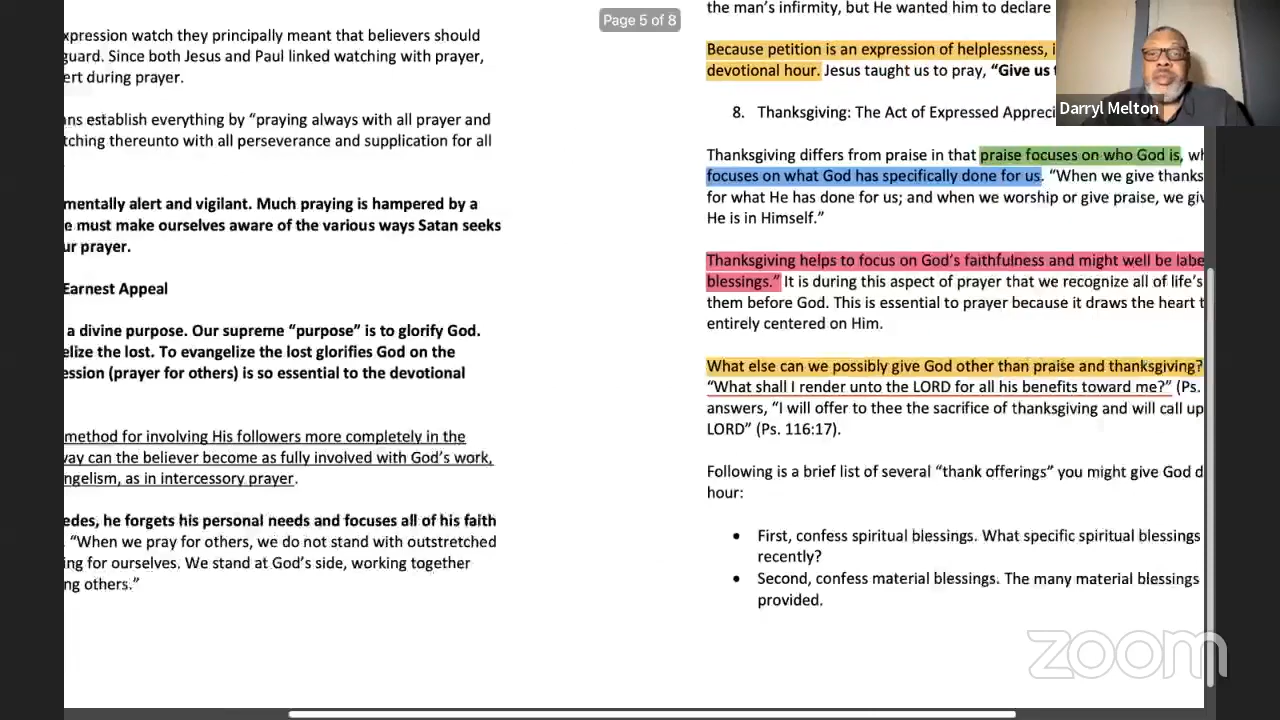 Page 5 of 8
xpression watch they principally meant that believers should
guard. Since both Jesus and Paul linked watching with prayer,
ert during prayer.
ns establish everything by “praying always with all prayer and
tching thereunto with all perseverance and supplication for all
mentally alert and vigilant. Much praying is hampered by a
e must make ourselves aware of the various ways Satan seeks
ur prayer.
Earnest Appeal
a divine purpose. Our supreme “purpose” is to glorify God.
elize the lost. To evangelize the lost glorifies God on the
ession (prayer for others) is so essential to the devotional
method for involving His followers more completely in the
way can the believer become as fully involved with God’s work,
ngelism, as in intercessory prayer.
edes, he forgets his personal needs and focuses all of his faith
“When we pray for others, we do not stand with outstretched
ing for ourselves. We stand at God’s side, working together
ng others.”
the man’s infirmity, but He wanted him to declare
Because petition is an expression of helplessness, i
devotional hour. Jesus taught us to pray, “Give us t
8. Thanksgiving: The Act of Expressed Appreci
Thanksgiving differs from praise in that praise focuses on who God is, wh
focuses on what God has specifically done for us. “When we give thanks
for what He has done for us; and when we worship or give praise, we giv
He is in Himself.”
Thanksgiving helps to focus on God’s faithfulness and might well be labe
blessings.” It is during this aspect of prayer that we recognize all of life’s
them before God. This is essential to prayer because it draws the heart t
entirely centered on Him.
What else can we possibly give God other than praise and thanksgiving?
“What shall I render unto the LORD for all his benefits toward me?” (Ps.
answers, “I will offer to thee the sacrifice of thanksgiving and will call up
LORD” (Ps. 116:17).
Following is a brief list of several “thank offerings” you might give God d
hour:
• First, confess spiritual blessings. What specific spiritual blessings
recently?
• Second, confess material blessings. The many material blessings
provided.
Darryl Melton
zoom